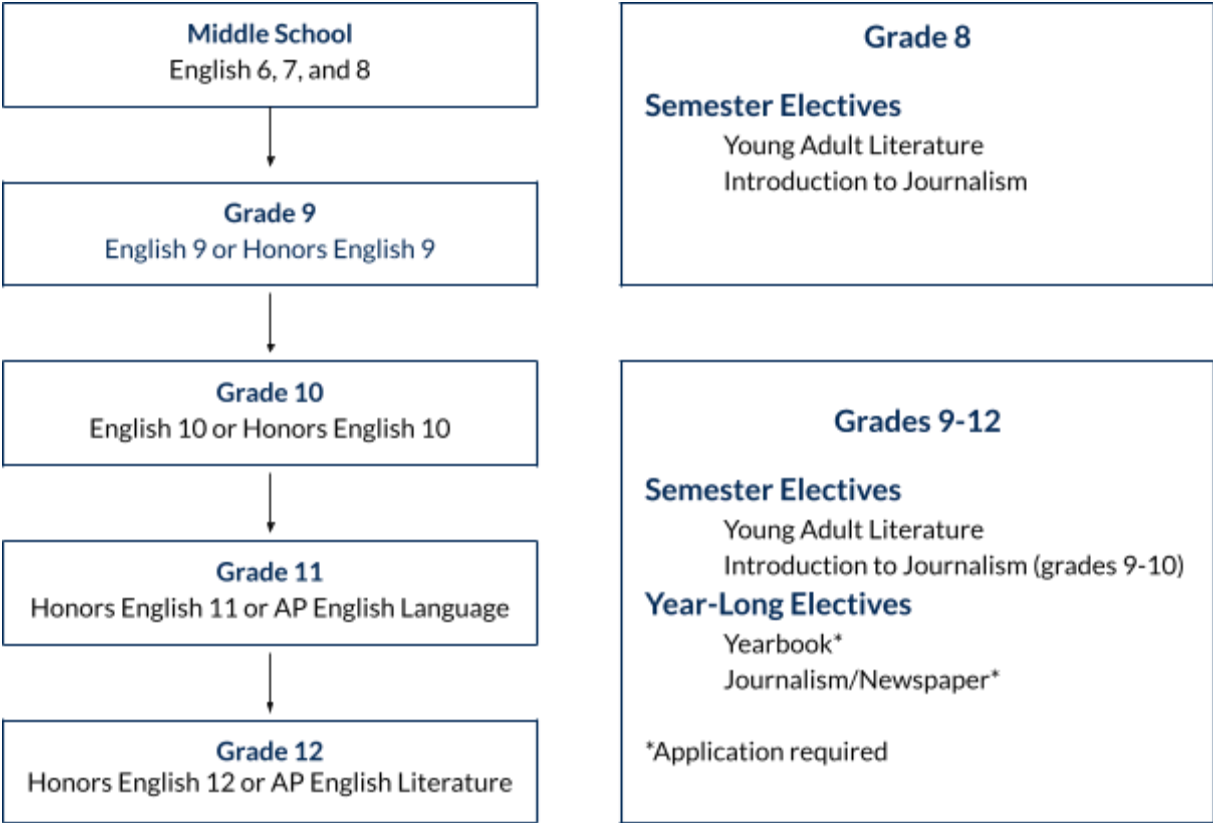 Middle School
English 6, 7, and 8
Grade 9
English 9 or Honors English 9
Grade 10
English 10 or Honors English 10
Grade 11
Honors English 11 or AP English Language
Grade 12
Honors English 12 or AP English Literature
Grade 8
Semester Electives
Young Adult Literature
Introduction to Journalism
Grades 9-12
Semester Electives
Young Adult Literature
Introduction to Journalism (grades 9-10)
Year-Long Electives
Yearbook*
Journalism/Newspaper*
*Application required